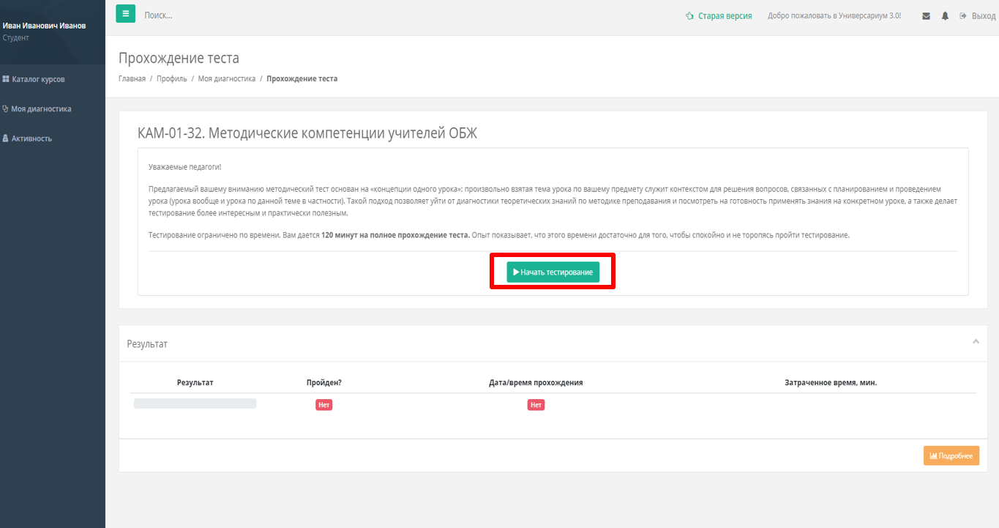 Иван Иванович Иванов
Студент
Каталог курсов
Моя диагностика
Активность
Поиск...
Старая версия
Добро пожаловать в Универсариум 3.0!
Выход
Прохождение теста
Главная / Профиль / Моя диагностика / Прохождение теста
КАМ-01-32. Методические компетенции учителей ОБЖ
Уважаемые педагоги!
Предлагаемый вашему вниманию методический тест основан на «концепции одного урока»: произвольно взятая тема урока по вашему предмету служит контекстом для решения вопросов, связанных с планированием и проведением
урока (урока вообще и урока по данной теме в частности). Такой подход позволяет уйти от диагностики теоретических знаний по методике преподавания и посмотреть на готовность применять знания на конкретном уроке, а также делает
тестирование более интересным и практически полезным.
Тестирование ограничено по времени. Вам дается 120 минут на полное прохождение теста. Опыт показывает, что этого времени достаточно для того, чтобы спокойно и не торопясь пройти тестирование.
Начать тестирование
Результат
Результат Пройден? Дата/время прохождения Затраченное время, мин.
Нет Нет
Подробнее